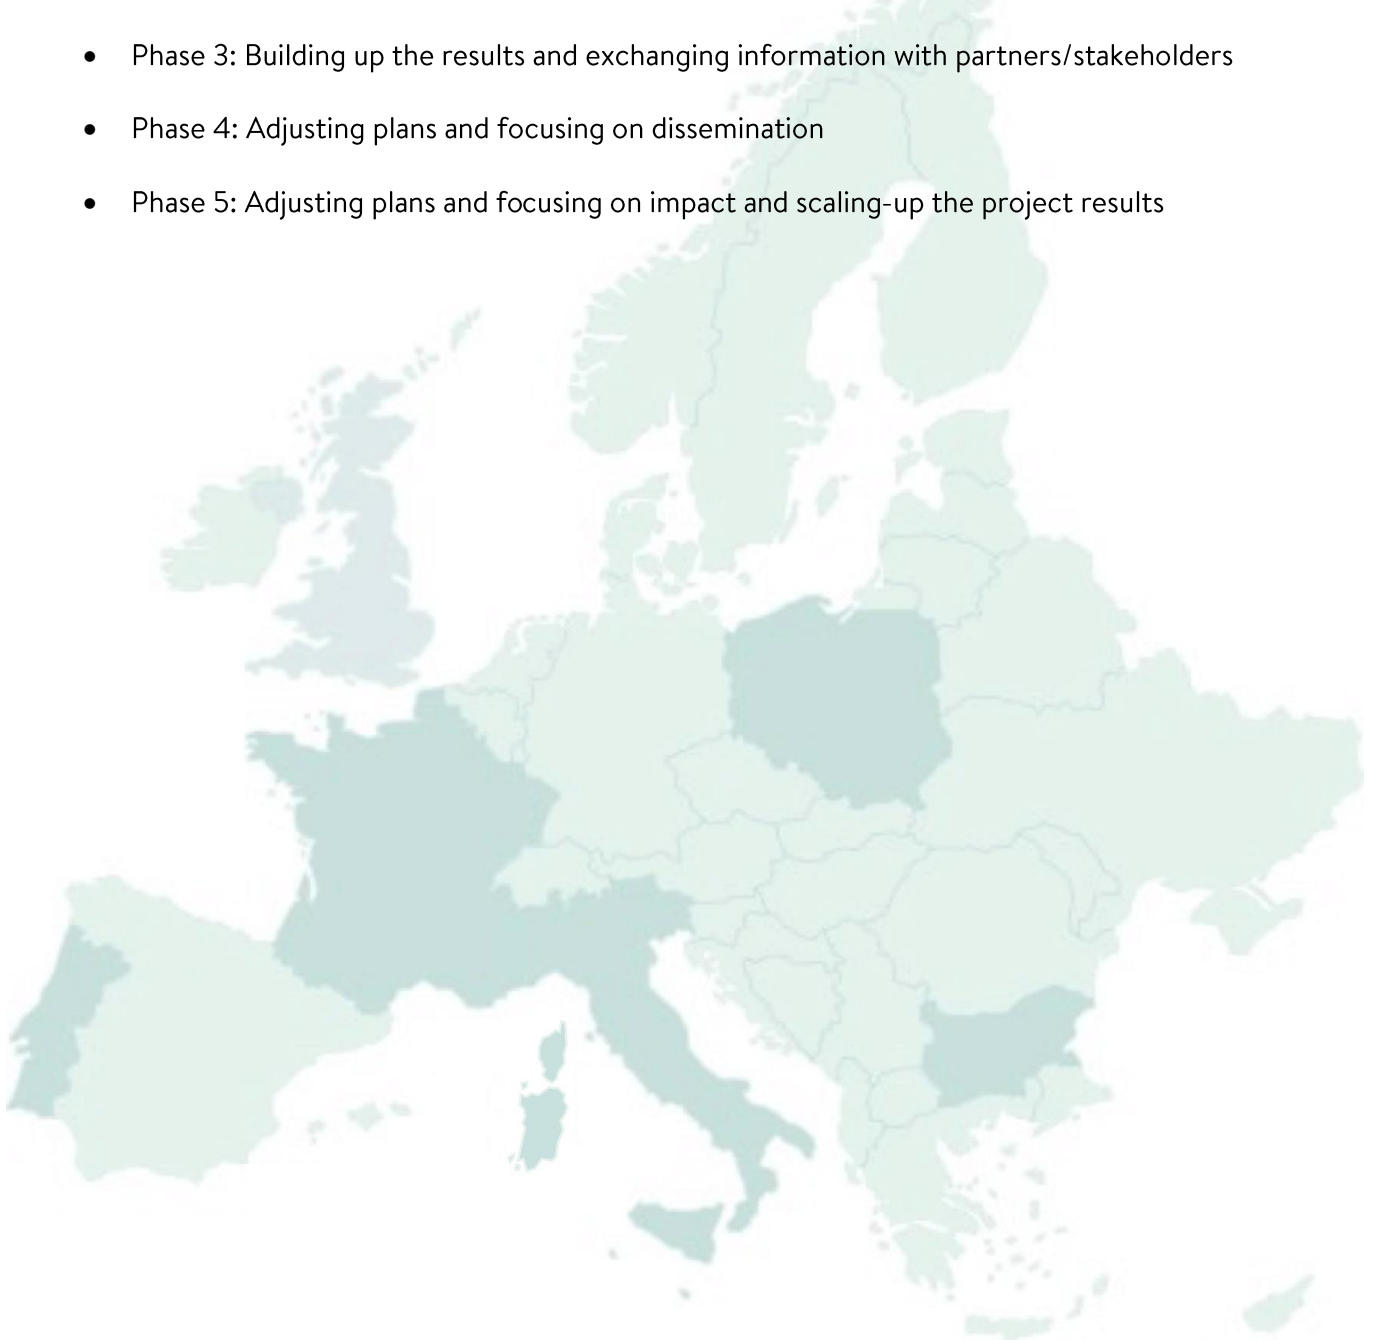 • Phase 3: Building up the results and exchanging information with partners/stakeholders
• Phase 4: Adjusting plans and focusing on dissemination
• Phase 5: Adjusting plans and focusing on impact and scaling-up the project results